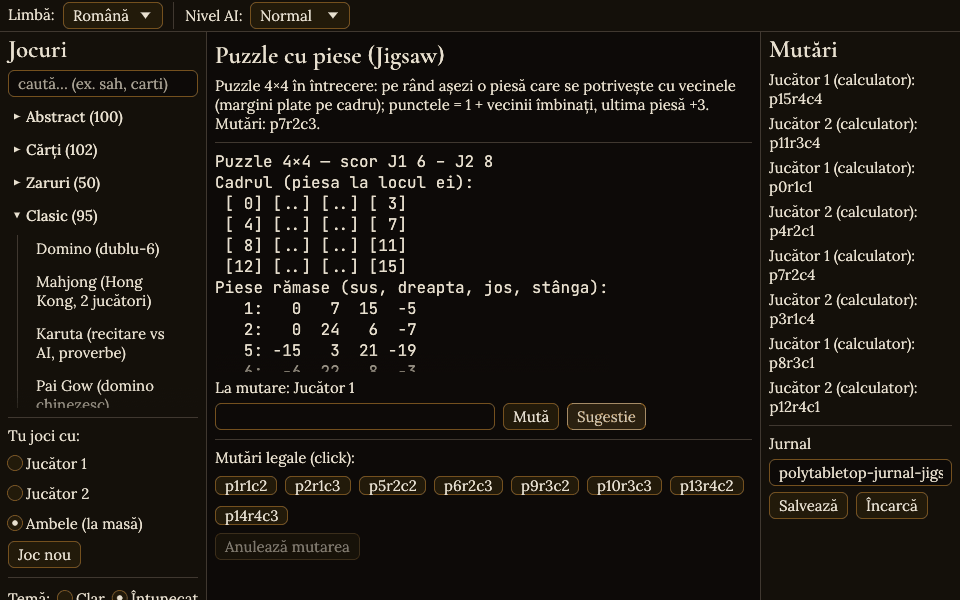 Limbă: Română ▼ Nivel AI: Normal ▼
Jocuri
caută... (ex. sah, carti)
▸ Abstract (100)
▸ Cărți (102)
▸ Zaruri (50)
▾ Clasic (95)
Domino (dublu-6)
Mahjong (Hong
Kong, 2 jucători)
Karuta (recitare vs
AI, proverbe)
Pai Gow (domino
chinezesc)
Tu joci cu:
Jucător 1
Jucător 2
Ambele (la masă)
Joc nou
Temă: Clar Întunecat
Puzzle cu piese (Jigsaw)
Puzzle 4×4 în întrecere: pe rând așezi o piesă care se potrivește cu vecinele
(margini plate pe cadru); punctele = 1 + vecinii îmbinați, ultima piesă +3.
Mutări: p7r2c3.
Puzzle 4×4 — scor J1 6 – J2 8
Cadrul (piesa la locul ei):
[ 0] [..] [..] [ 3]
[ 4] [..] [..] [ 7]
[ 8] [..] [..] [11]
[12] [..] [..] [15]
Piese rămase (sus, dreapta, jos, stânga):
1: 0 7 15 -5
2: 0 24 6 -7
5: -15 3 21 -19
6: -6 22 8 -3
La mutare: Jucător 1
Mută Sugestie
Mutări legale (click):
p1r1c2 p2r1c3 p5r2c2 p6r2c3 p9r3c2 p10r3c3 p13r4c2
p14r4c3
Anulează mutarea
Mutări
Jucător 1 (calculator):
p15r4c4
Jucător 2 (calculator):
p11r3c4
Jucător 1 (calculator):
p0r1c1
Jucător 2 (calculator):
p4r2c1
Jucător 1 (calculator):
p7r2c4
Jucător 2 (calculator):
p3r1c4
Jucător 1 (calculator):
p8r3c1
Jucător 2 (calculator):
p12r4c1
Jurnal
polytabletop-jurnal-jigs
Salvează Încarcă